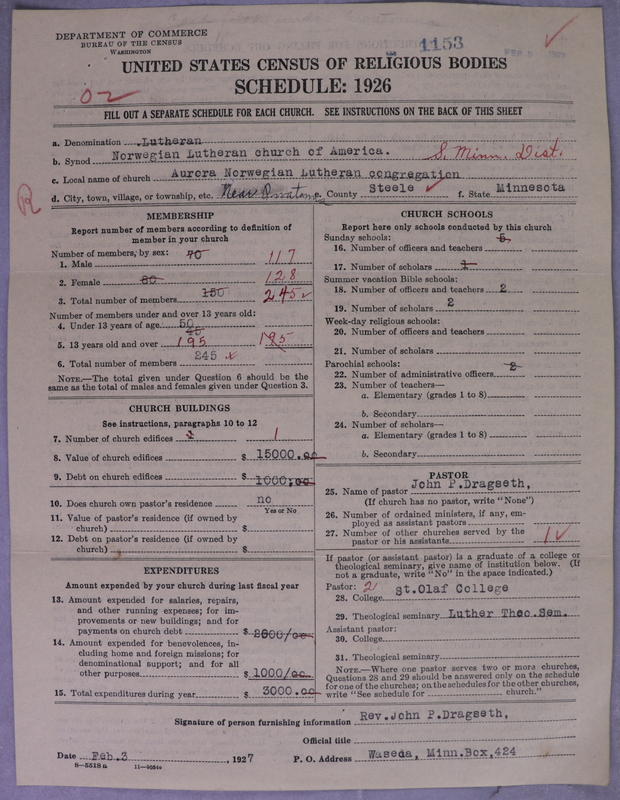 DEPARTMENT OF COMMERCE
BUREAU OF THE CENSUS
WASHINGTON
1153
UNITED STATES CENSUS OF RELIGIOUS BODIES
SCHEDULE: 1926
02
FILL OUT A SEPARATE SCHEDULE FOR EACH CHURCH. SEE INSTRUCTIONS ON THE BACK OF THIS SHEET
a. Denomination Lutheran
b. Synod Norwegian Lutheran church of America. S. Minn. Dist.
c. Local name of church Aurora Norwegian Lutheran congregation
d. City, town, village, or township, etc. Near Owatonna e. County Steele f. State Minnesota
R
MEMBERSHIP
Report number of members according to definition of
member in your church
Number of members, by sex:
1. Male 70 117
2. Female 80 128
3. Total number of members 150 245
Number of members under and over 13 years old:
4. Under 13 years of age 50
45
5. 13 years old and over 195 195
6. Total number of members 245 x
NOTE.—The total given under Question 6 should be the
same as the total of males and females given under Question 3.
CHURCH BUILDINGS
See instructions, paragraphs 10 to 12
7. Number of church edifices 1
8. Value of church edifices $ 15000.00
9. Debt on church edifices $ 1000.00
10. Does church own pastor's residence no
Yes or No
11. Value of pastor's residence (if owned by
church) $
12. Debt on pastor's residence (if owned by
church) $
EXPENDITURES
Amount expended by your church during last fiscal year
13. Amount expended for salaries, repairs,
and other running expenses; for im-
provements or new buildings; and for
payments on church debt $ 2600/00
14. Amount expended for benevolences, in-
cluding home and foreign missions; for
denominational support; and for all
other purposes $ 1000/00
15. Total expenditures during year $ 3000.00
CHURCH SCHOOLS
Report here only schools conducted by this church
Sunday schools:
16. Number of officers and teachers
17. Number of scholars 1
Summer vacation Bible schools:
18. Number of officers and teachers 2
19. Number of scholars 2
Week-day religious schools:
20. Number of officers and teachers
21. Number of scholars
Parochial schools:
22. Number of administrative officers 2
23. Number of teachers—
a. Elementary (grades 1 to 8)
b. Secondary
24. Number of scholars—
a. Elementary (grades 1 to 8)
b. Secondary
PASTOR
25. Name of pastor John P.Dragseth,
(If church has no pastor, write "None")
26. Number of ordained ministers, if any, em-
ployed as assistant pastors
27. Number of other churches served by the
pastor or his assistants 1
If pastor (or assistant pastor) is a graduate of a college or
theological seminary, give name of institution below. (If
not a graduate, write "No" in the space indicated.)
Pastor: 2
28. College St.Olaf College
29. Theological seminary Luther Theo.Sem.
Assistant pastor:
30. College
31. Theological seminary
NOTE.—Where one pastor serves two or more churches,
Questions 28 and 29 should be answered only on the schedule
for one of the churches; on the schedules for the other churches,
write "See schedule for church."
Signature of person furnishing information Rev.John P.Dragseth,
Official title
Date Feb.3, 1927 P. O. Address Waseda, Minn.Box,424
8—5518a